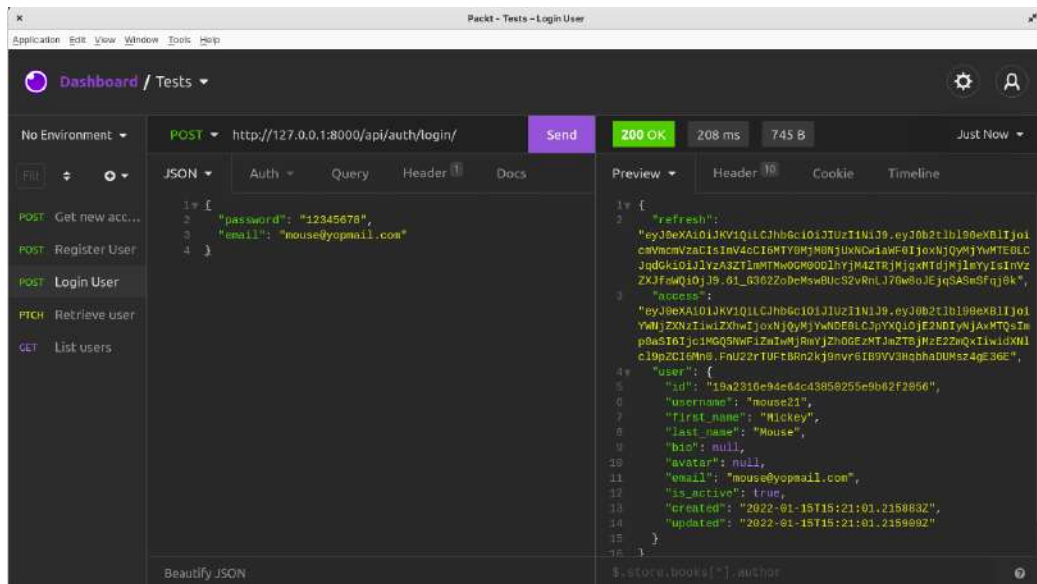 Packt - Tests - Login User
Application Edit View Window Tools Help
Dashboard / Tests
No Environment
POST http://127.0.0.1:8000/api/auth/login/ Send
200 OK 208 ms 745 B Just Now
JSON Auth Query Header 1 Docs
Preview Header 10 Cookie Timeline
POST Get new acc...
POST Register User
POST Login User
PTCH Retrieve user
GET List users
1 {
2 "password": "12345678",
3 "email": "mouse@yopmail.com"
4 }
Beautify JSON
1 {
2 "refresh":
3 "access":
4 "user": {
5 "id": "19a2316e94e64c43850255e9b62f2056",
6 "username": "mouse21",
7 "first_name": "Mickey",
8 "last_name": "Mouse",
9 "bio": null,
10 "avatar": null,
11 "email": "mouse@yopmail.com",
12 "is_active": true,
13 "created": "2022-01-15T15:21:01.215883Z",
14 "updated": "2022-01-15T15:21:01.215909Z"
15 }
16 }
$.store.books[*].author